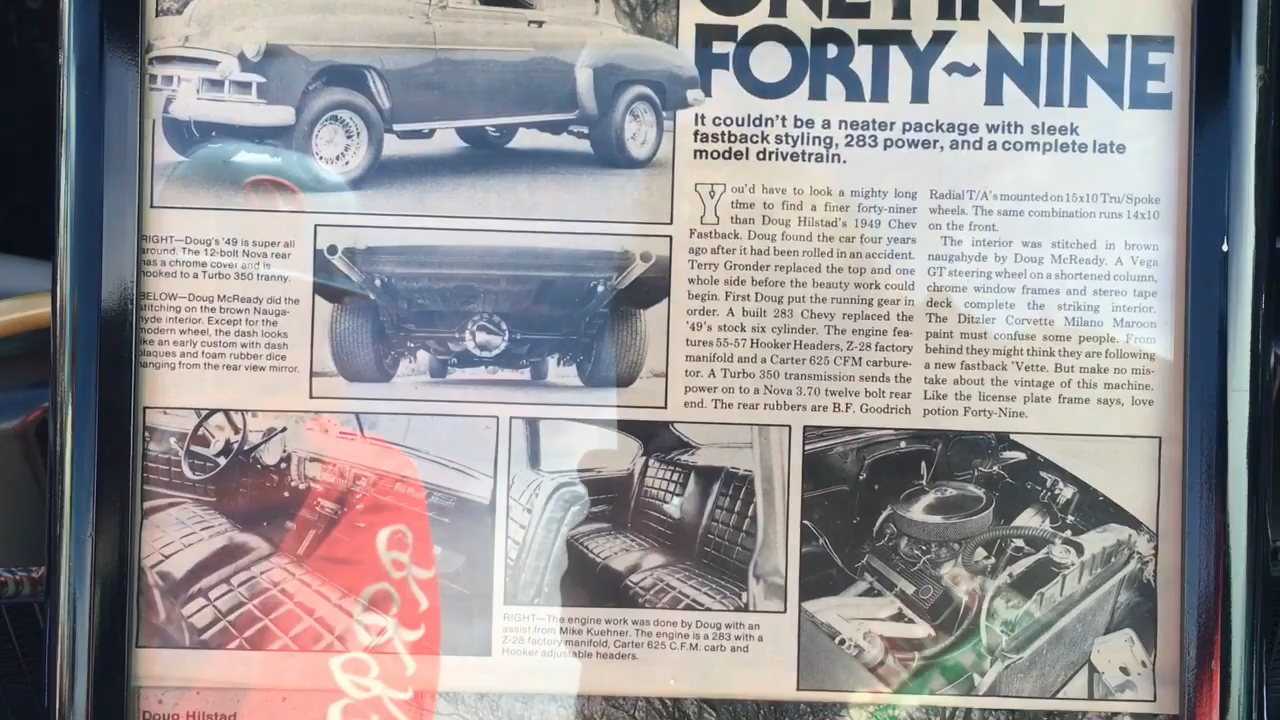 ONE FINE
FORTY~NINE
It couldn't be a neater package with sleek
fastback styling, 283 power, and a complete late
model drivetrain.
You'd have to look a mighty long
time to find a finer forty-niner
than Doug Hilstad's 1949 Chev
Fastback. Doug found the car four years
ago after it had been rolled in an accident.
Terry Gronder replaced the top and one
whole side before the beauty work could
begin. First Doug put the running gear in
order. A built 283 Chevy replaced the
'49's stock six cylinder. The engine fea-
tures 55-57 Hooker Headers, Z-28 factory
manifold and a Carter 625 CFM carbure-
tor. A Turbo 350 transmission sends the
power on to a Nova 3.70 twelve bolt rear
end. The rear rubbers are B.F. Goodrich
Radial T/A's mounted on 15x10 Tru/Spoke
wheels. The same combination runs 14x10
on the front.
The interior was stitched in brown
naugahyde by Doug McReady. A Vega
GT steering wheel on a shortened column,
chrome window frames and stereo tape
deck complete the striking interior.
The Ditzler Corvette Milano Maroon
paint must confuse some people. From
behind they might think they are following
a new fastback 'Vette. But make no mis-
take about the vintage of this machine.
Like the license plate frame says, love
potion Forty-Nine.
RIGHT—Doug's '49 is super all
around. The 12-bolt Nova rear
has a chrome cover and is
hooked to a Turbo 350 tranny.
BELOW—Doug McReady did the
stitching on the brown Nauga-
hyde interior. Except for the
modern wheel, the dash looks
like an early custom with dash
plaques and foam rubber dice
hanging from the rear view mirror.
RIGHT—The engine work was done by Doug with an
assist from Mike Kuehner. The engine is a 283 with a
Z-28 factory manifold, Carter 625 C.F.M. carb and
Hooker adjustable headers.
Doug Hilstad